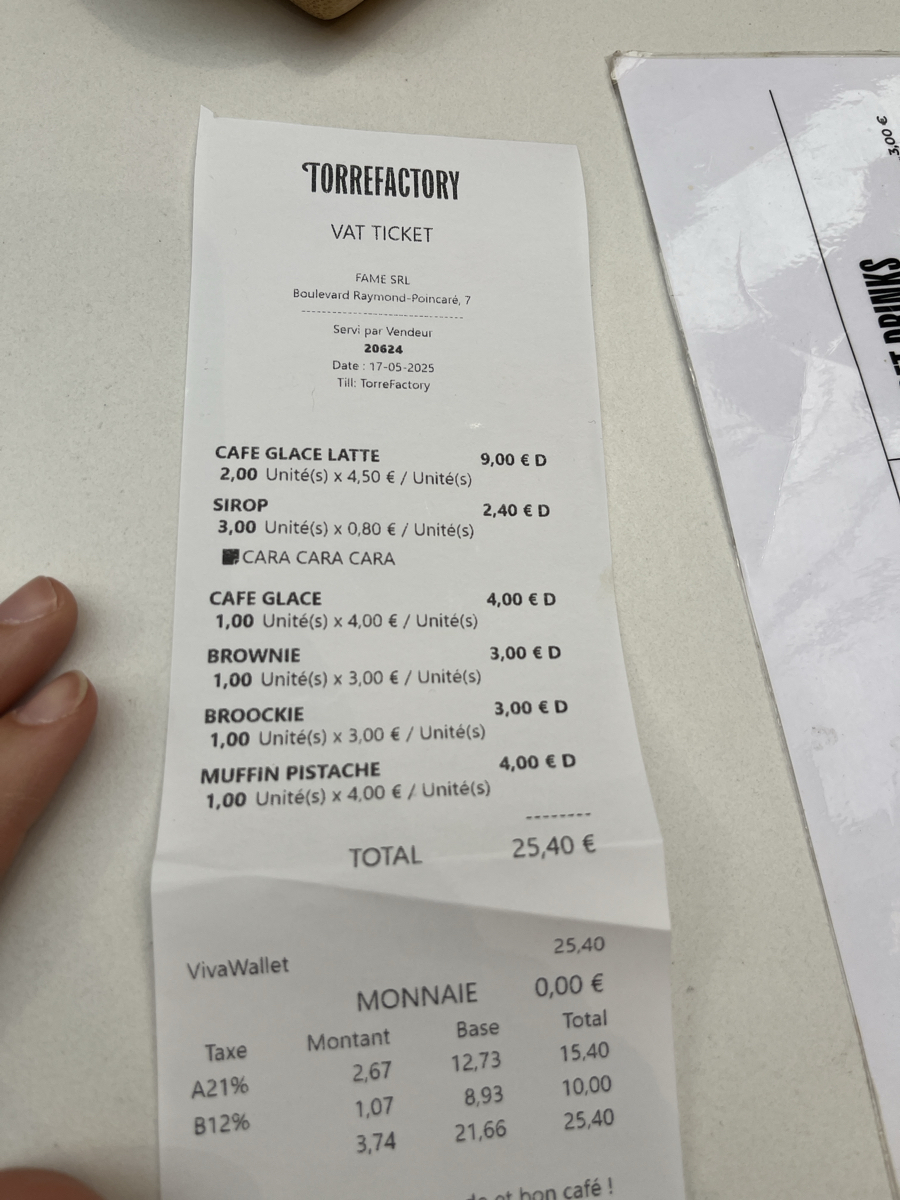 TORREFACTORY
VAT TICKET
FAME SRL
Boulevard Raymond-Poincaré, 7
--------------------------------
Servi par Vendeur
20624
Date : 17-05-2025
Till: TorreFactory
CAFE GLACE LATTE 9,00 € D
2,00 Unité(s) x 4,50 € / Unité(s)
SIROP 2,40 € D
3,00 Unité(s) x 0,80 € / Unité(s)
CARA CARA CARA
CAFE GLACE 4,00 € D
1,00 Unité(s) x 4,00 € / Unité(s)
BROWNIE 3,00 € D
1,00 Unité(s) x 3,00 € / Unité(s)
BROOCKIE 3,00 € D
1,00 Unité(s) x 3,00 € / Unité(s)
MUFFIN PISTACHE 4,00 € D
1,00 Unité(s) x 4,00 € / Unité(s)
--------
TOTAL 25,40 €
VivaWallet 25,40
MONNAIE 0,00 €
Taxe Montant Base Total
A21% 2,67 12,73 15,40
B12% 1,07 8,93 10,00
3,74 21,66 25,40
et bon café !
3,00 €
DRINKS